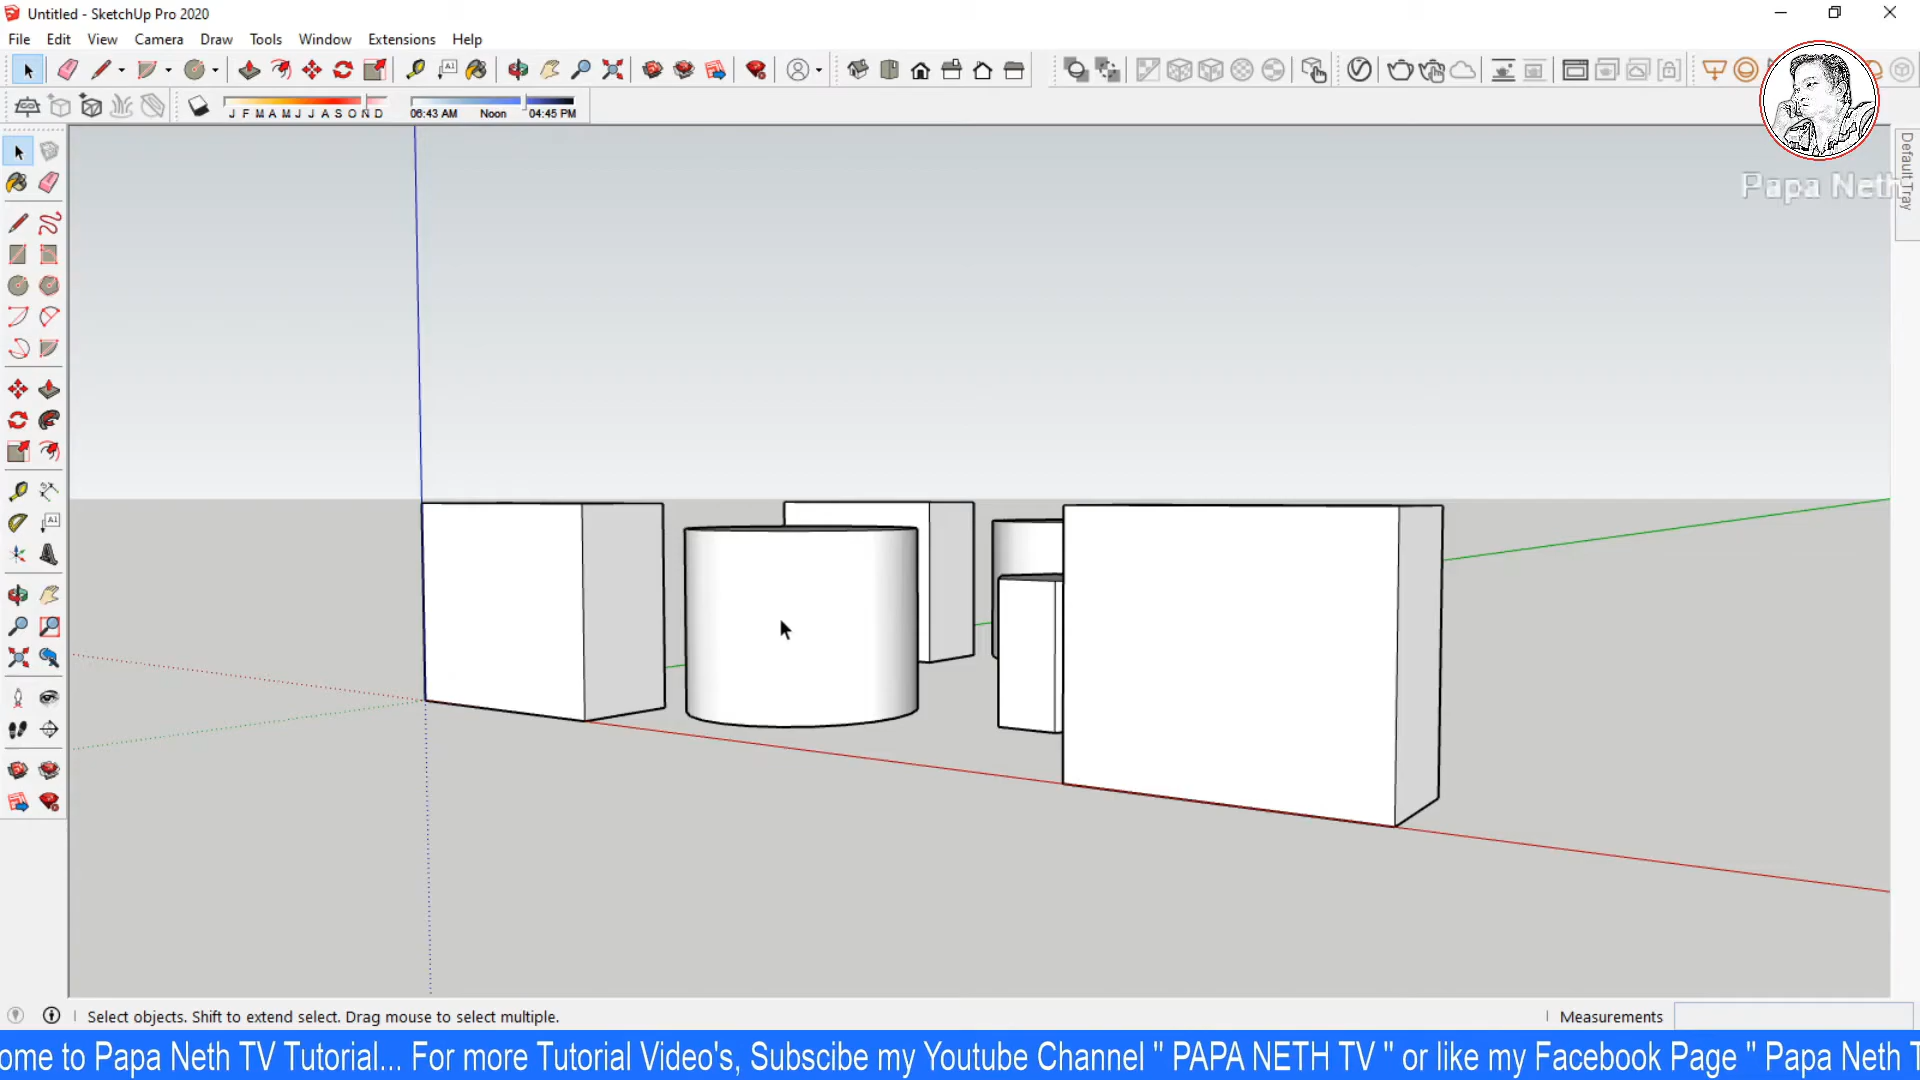 Untitled - SketchUp Pro 2020
File Edit View Camera Draw Tools Window Extensions Help
A1
J F M A M J J A S O N D 06:43 AM Noon 04:45 PM
Default Tray
Papa Neth
A1
Select objects. Shift to extend select. Drag mouse to select multiple.
Measurements
ome to Papa Neth TV Tutorial... For more Tutorial Video's, Subscibe my Youtube Channel " PAPA NETH TV " or like my Facebook Page " Papa Neth T